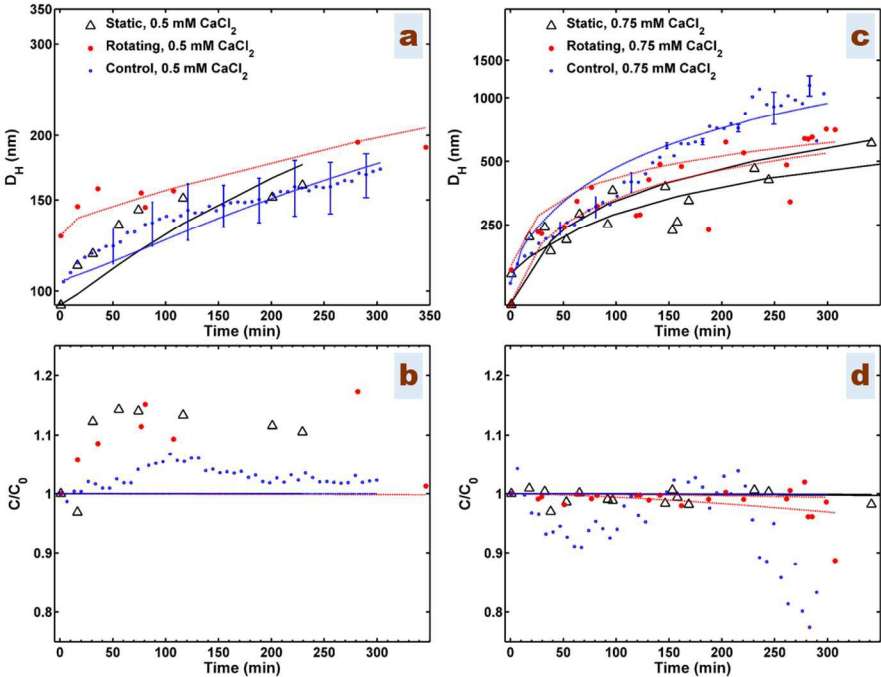 a
△ Static, 0.5 mM CaCl₂
● Rotating, 0.5 mM CaCl₂
• Control, 0.5 mM CaCl₂
350
300
200
150
100
D_H (nm)
0 50 100 150 200 250 300 350
Time (min)
c
△ Static, 0.75 mM CaCl₂
● Rotating, 0.75 mM CaCl₂
• Control, 0.75 mM CaCl₂
1500
1000
500
250
D_H (nm)
0 50 100 150 200 250 300
Time (min)
b
1.2
1.1
1
0.9
0.8
C/C₀
0 50 100 150 200 250 300
Time (min)
d
1.2
1.1
1
0.9
0.8
C/C₀
0 50 100 150 200 250 300
Time (min)